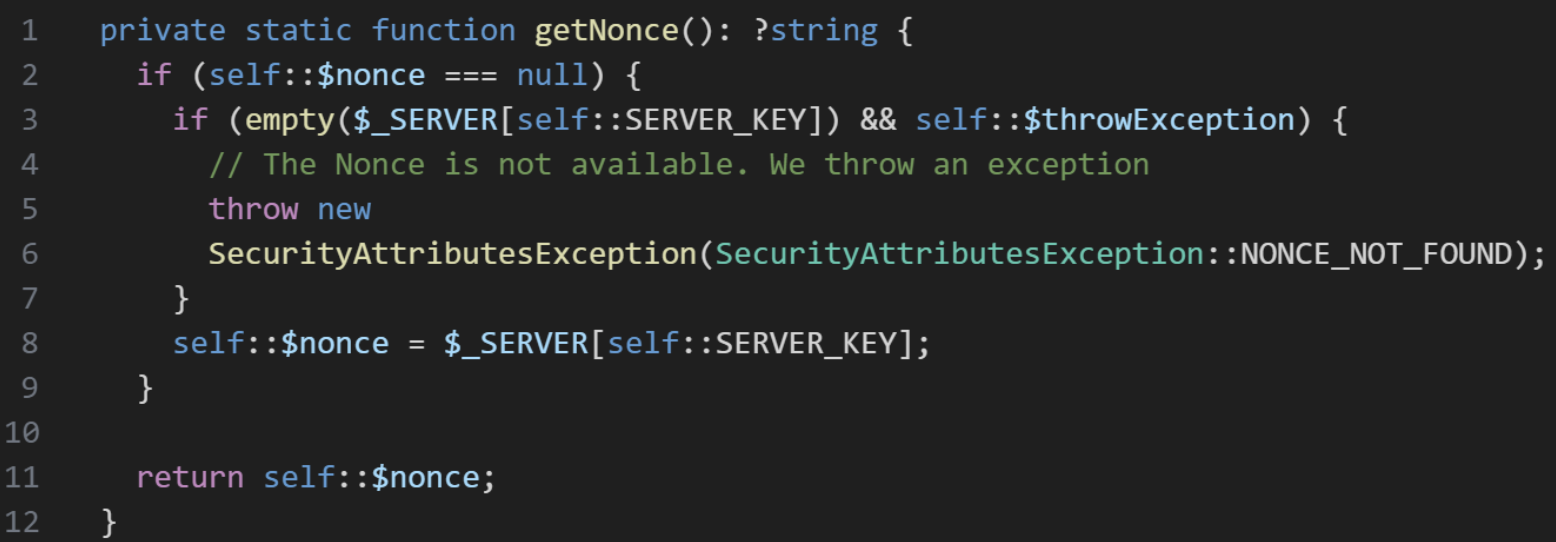 1 private static function getNonce(): ?string {
2 if (self::$nonce === null) {
3 if (empty($_SERVER[self::SERVER_KEY]) && self::$throwException) {
4 // The Nonce is not available. We throw an exception
5 throw new
6 SecurityAttributesException(SecurityAttributesException::NONCE_NOT_FOUND);
7 }
8 self::$nonce = $_SERVER[self::SERVER_KEY];
9 }
10
11 return self::$nonce;
12 }